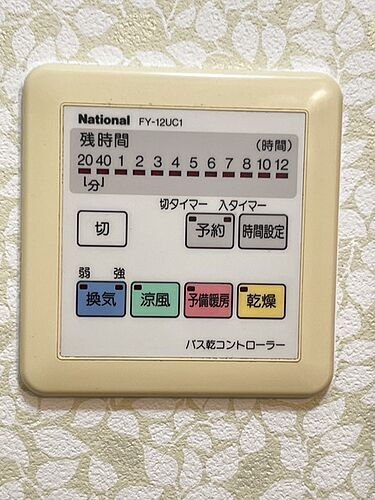 National FY-12UC1
残時間 (時間)
20 40 1 2 3 4 5 6 7 8 10 12
└分┘
切タイマー 入タイマー
切 予約 時間設定
弱 強
換気 涼風 予備暖房 乾燥
バス乾コントローラー